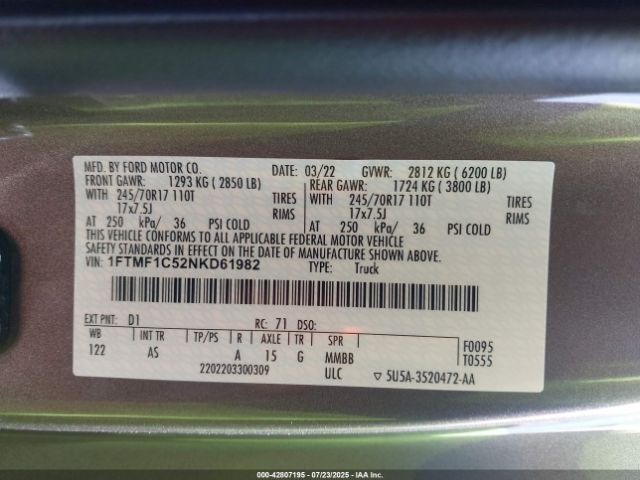 MFD. BY FORD MOTOR CO. DATE: 03/22 GVWR: 2812 KG ( 6200 LB)
FRONT GAWR: 1293 KG ( 2850 LB) REAR GAWR: 1724 KG ( 3800 LB)
WITH 245/70R17 110T TIRES WITH 245/70R17 110T TIRES
17x7.5J RIMS 17x7.5J RIMS
AT 250 kPa/ 36 PSI COLD AT 250 kPa/ 36 PSI COLD
THIS VEHICLE CONFORMS TO ALL APPLICABLE FEDERAL MOTOR VEHICLE
SAFETY STANDARDS IN EFFECT ON THE DATE OF MANUFACTURE SHOWN ABOVE.
VIN: 1FTMF1C52NKD61982 TYPE: Truck
EXT PNT: D1 RC: 71 DSO:
WB INT TR TP/PS R AXLE TR SPR F0095
122 AS A 15 G MMBB T0555
2202203300309 ULC ▽ 5U5A-3520472-AA
000-42807195 - 07/23/2025 - IAAI.COM